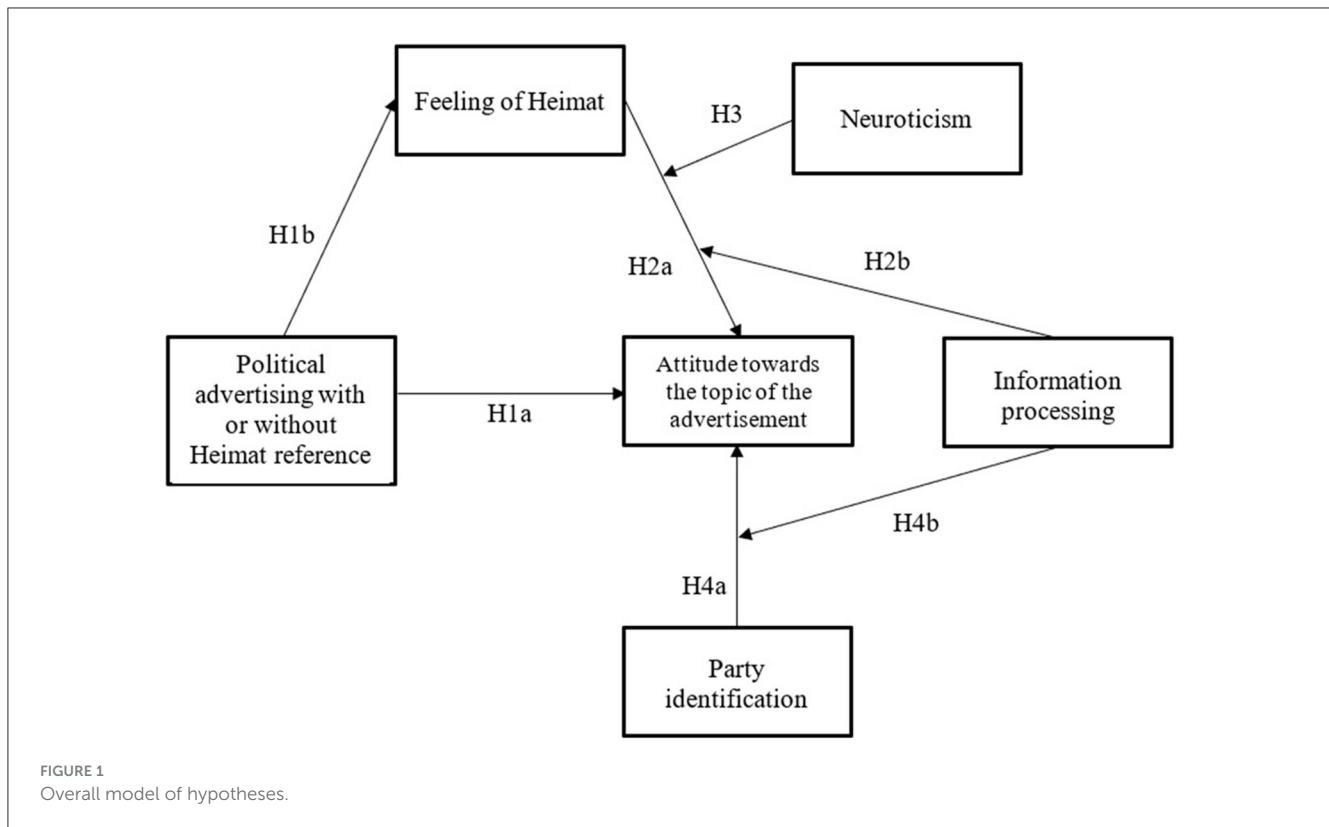 Feeling of Heimat
H3
Neuroticism
H1b
H2a
H2b
Political
advertising with
or without
Heimat reference
H1a
Attitude towards
the topic of the
advertisement
Information
processing
H4b
H4a
Party
identification
FIGURE 1
Overall model of hypotheses.